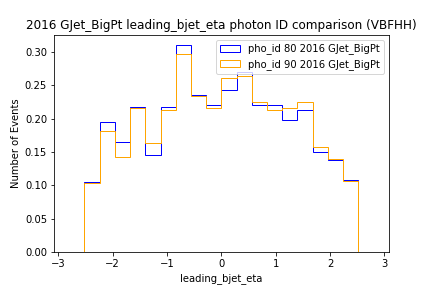 2016 GJet_BigPt leading_bjet_eta photon ID comparison (VBFHH)
pho_id 80 2016 GJet_BigPt
pho_id 90 2016 GJet_BigPt
Number of Events
0.30
0.25
0.20
0.15
0.10
0.05
0.00
−3 −2 −1 0 1 2 3
leading_bjet_eta